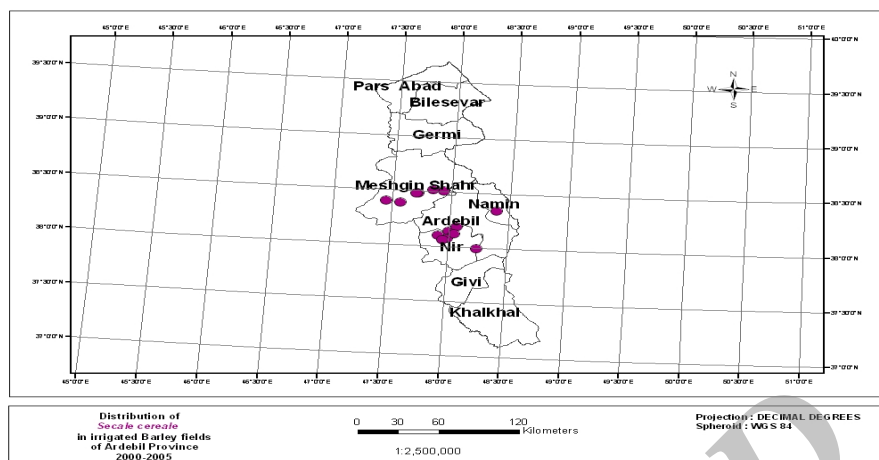 45°0'0"E 45°30'0"E 46°0'0"E 46°30'0"E 47°0'0"E 47°30'0"E 48°0'0"E 48°30'0"E 49°0'0"E 49°30'0"E 50°0'0"E 50°30'0"E 51°0'0"E
40°0'0"N
39°30'0"N
39°30'0"N
39°0'0"N
39°0'0"N
38°30'0"N
38°30'0"N
38°0'0"N
38°0'0"N
37°30'0"N
37°30'0"N
37°0'0"N
37°0'0"N
N
W E
S
Pars Abad
Bilesevar
Germi
Meshgin Shahr
Namin
Ardebil
Nir
Givi
Khalkhal
45°0'0"E 45°30'0"E 46°0'0"E 46°30'0"E 47°0'0"E 47°30'0"E 48°0'0"E 48°30'0"E 49°0'0"E 49°30'0"E 50°0'0"E 50°30'0"E 51°0'0"E
Distribution of
Secale cereale
in irrigated Barley fields
of Ardebil Province
2000-2005
0 30 60 120
Kilometers
1:2,500,000
Projection : DECIMAL DEGREES
Spheroid : WGS 84